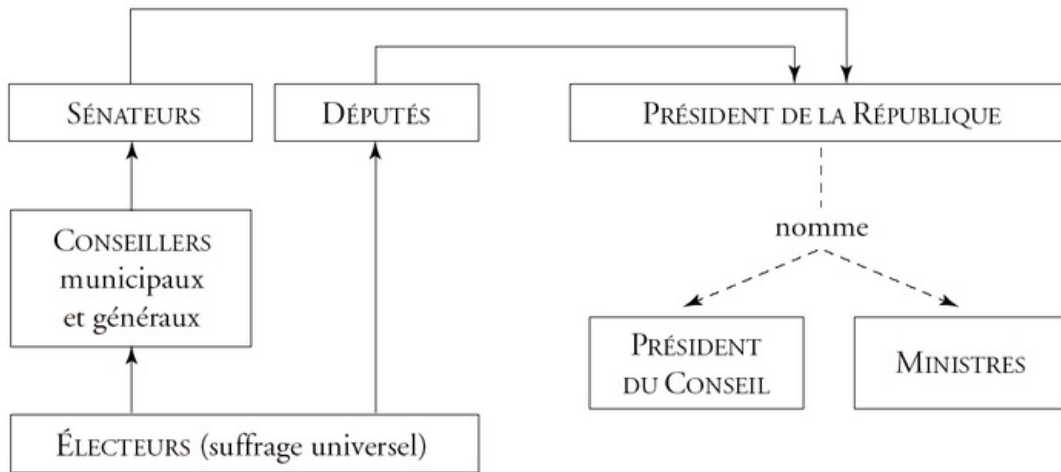 SÉNATEURS
DÉPUTÉS
PRÉSIDENT DE LA RÉPUBLIQUE
CONSEILLERS
municipaux
et généraux
nomme
PRÉSIDENT
DU CONSEIL
MINISTRES
ÉLECTEURS (suffrage universel)